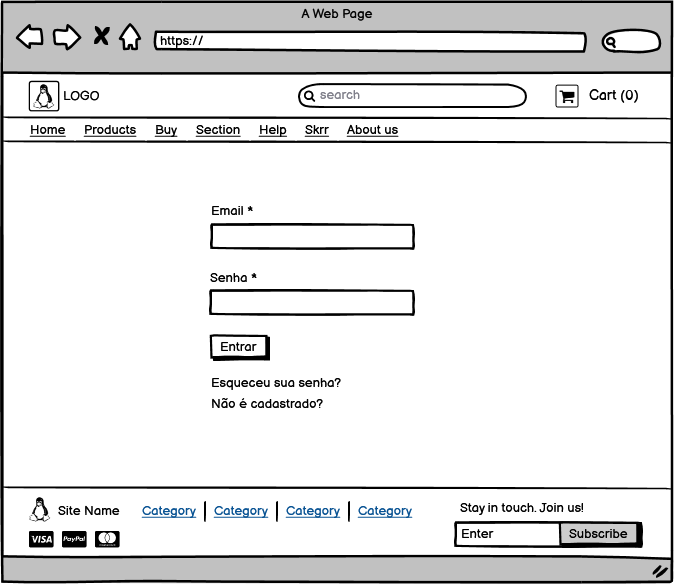 A Web Page
https://
LOGO
search
Cart (0)
Home Products Buy Section Help Skrr About us
Email *
Senha *
Entrar
Esqueceu sua senha?
Não é cadastrado?
Site Name
Category Category Category Category
Stay in touch. Join us!
VISA PayPal MasterCard
Enter Subscribe